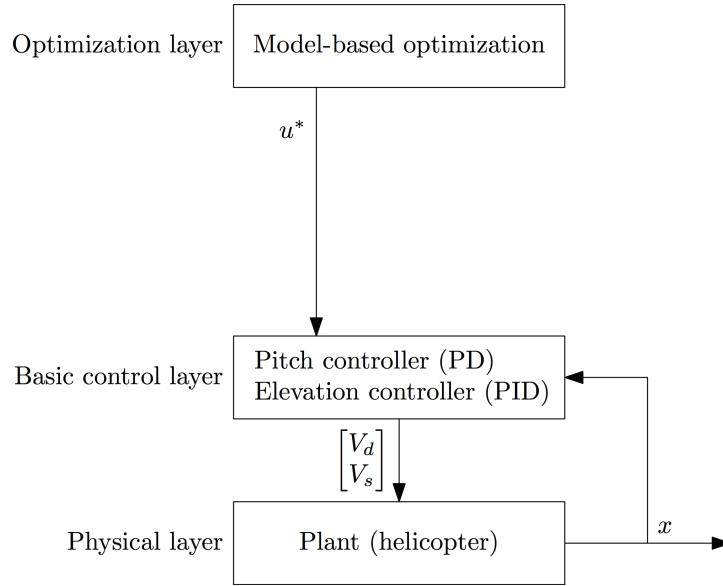 Optimization layer
Model-based optimization
u*
Basic control layer
Pitch controller (PD)
Elevation controller (PID)
[V_d
V_s]
Physical layer
Plant (helicopter)
x